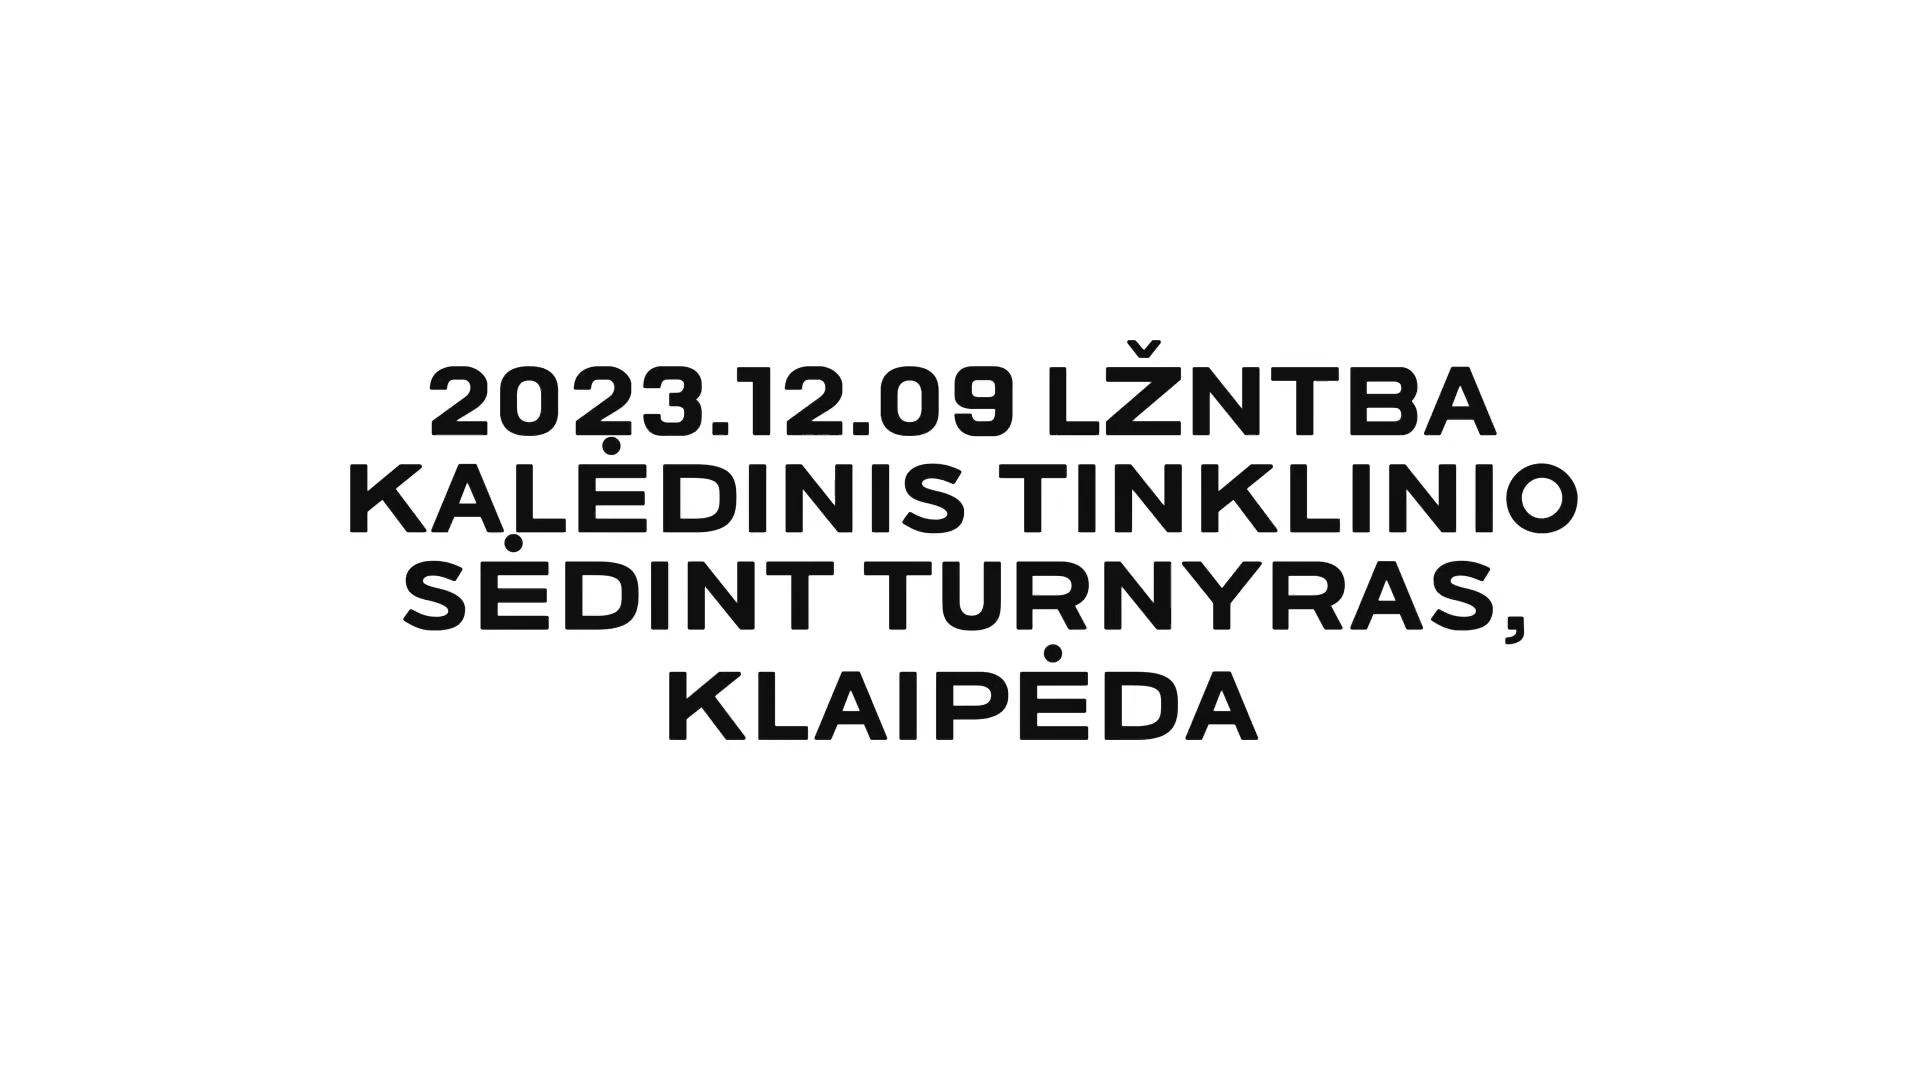 2023.12.09 LŽNTBA
KALĖDINIS TINKLINIO
SĖDINT TURNYRAS,
KLAIPĖDA